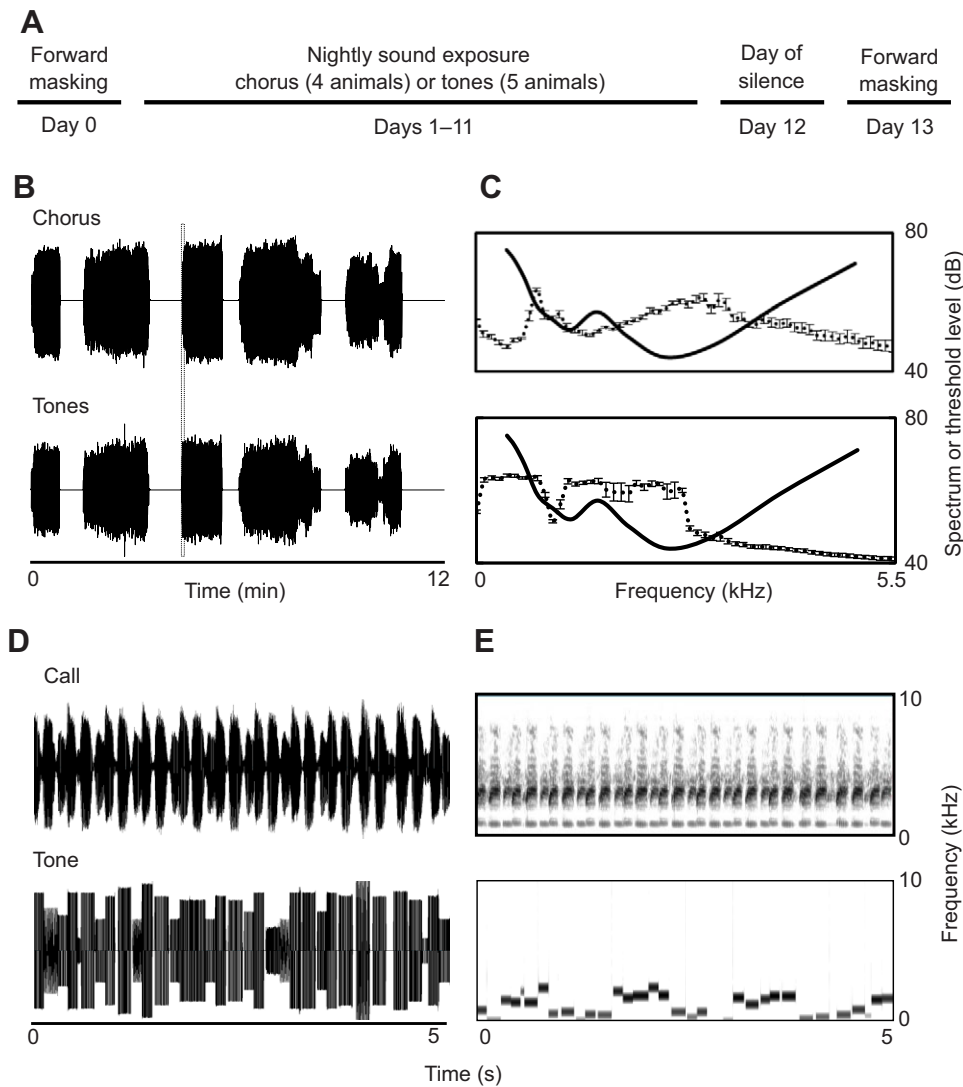 A
Forward masking
Nightly sound exposure
chorus (4 animals) or tones (5 animals)
Day of silence
Forward masking
Day 0
Days 1–11
Day 12
Day 13
B
Chorus
Tones
0
12
Time (min)
C
80
40
80
40
0
5.5
Frequency (kHz)
Spectrum or threshold level (dB)
D
Call
Tone
0
5
E
10
0
10
0
0
5
Frequency (kHz)
Time (s)